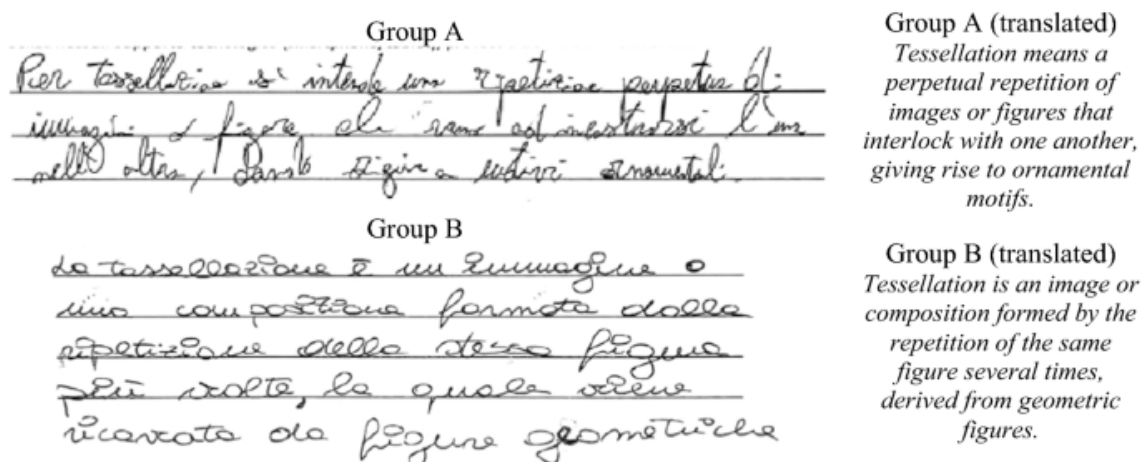 Group A
Per tassellazione si intende una ripetizione perpetua di
immagini o figure che vanno ad incastrarsi l'una
nell'altra, dando origine a motivi ornamentali.
Group B
La tassellazione è un immagine o
una composizione formata dalla
ripetizione della stessa figura
più volte, la quale viene
ricavata da figure geometriche
Group A (translated)
Tessellation means a
perpetual repetition of
images or figures that
interlock with one another,
giving rise to ornamental
motifs.
Group B (translated)
Tessellation is an image or
composition formed by the
repetition of the same
figure several times,
derived from geometric
figures.